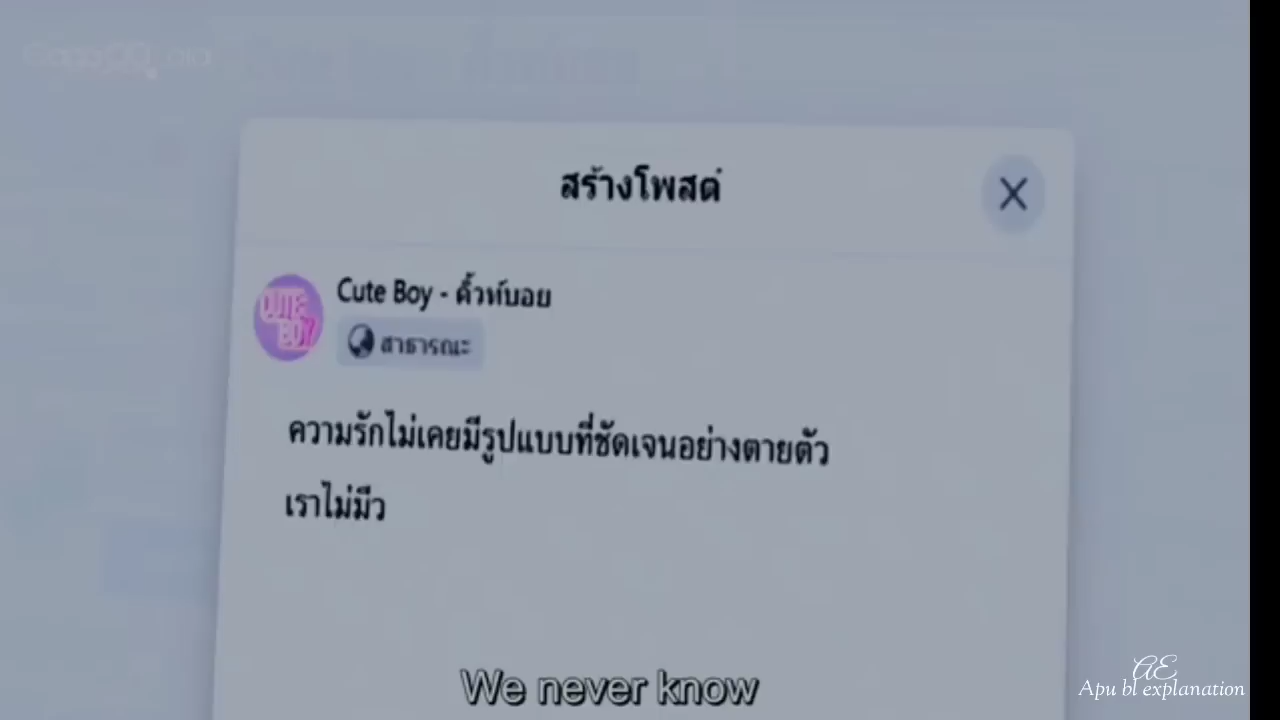 สร้างโพสต์
Cute Boy - คิ้วท์บอย
CUTE BOY
สาธารณะ
ความรักไม่เคยมีรูปแบบที่ชัดเจนอย่างตายตัว
เราไม่มีว
We never know
AE
Apu bl explanation